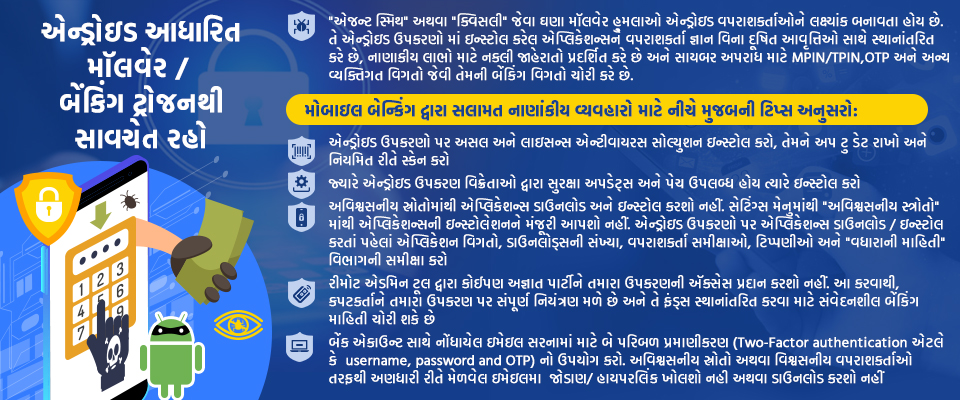 એન્ડ્રોઇડ આધારિત
મૉલવેર /
બેંકિંગ ટ્રોજનથી
સાવચેત રહો
"એજન્ટ સ્મિથ" અથવા "ક્વિસલી" જેવા ઘણા મૉલવેર હુમલાઓ એન્ડ્રોઇડ વપરાશકર્તાઓને લક્ષ્યાંક બનાવતા હોય છે.
તે એન્ડ્રોઇડ ઉપકરણો માં ઇન્સ્ટોલ કરેલ એપ્લિકેશન્સને વપરાશકર્તા જ્ઞાન વિના દૂષિત આવૃત્તિઓ સાથે સ્થાનાંતરિત
કરે છે, નાણાકીય લાભો માટે નકલી જાહેરાતો પ્રદર્શિત કરે છે અને સાયબર અપરાધ માટે MPIN/TPIN,OTP અને અન્ય
વ્યક્તિગત વિગતો જેવી તેમની બેંકિંગ વિગતો ચોરી કરે છે.
મોબાઇલ બેન્કિંગ દ્વારા સલામત નાણાંકીય વ્યવહારો માટે નીચે મુજબની ટિપ્સ અનુસરો:
એન્ડ્રોઇડ ઉપકરણો પર અસલ અને લાઇસન્સ એન્ટીવાયરસ સોલ્યુશન ઇન્સ્ટોલ કરો, તેમને અપ ટુ ડેટ રાખો અને
નિયમિત રીતે સ્કેન કરો
જ્યારે એન્ડ્રોઇડ ઉપકરણ વિક્રેતાઓ દ્વારા સુરક્ષા અપડેટ્સ અને પેચ ઉપલબ્ધ હોય ત્યારે ઇન્સ્ટોલ કરો
અવિશ્વસનીય સ્રોતોમાંથી એપ્લિકેશન્સ ડાઉનલોડ અને ઇન્સ્ટોલ કરશો નહીં. સેટિંગ્સ મેનુમાંથી "અવિશ્વસનીય સ્ત્રોતો"
માંથી એપ્લિકેશન્સની ઇન્સ્ટોલેશનને મંજૂરી આપશો નહીં. એન્ડ્રોઇડ ઉપકરણો પર એપ્લિકેશન્સ ડાઉનલોડ / ઇન્સ્ટોલ
કરતાં પહેલાં એપ્લિકેશન વિગતો, ડાઉનલોડ્સની સંખ્યા, વપરાશકર્તા સમીક્ષાઓ, ટિપ્પણીઓ અને "વધારાની માહિતી"
વિભાગની સમીક્ષા કરો
રીમોટ એડમિન ટૂલ દ્વારા કોઈપણ અજ્ઞાત પાર્ટીને તમારા ઉપકરણની ઍક્સેસ પ્રદાન કરશો નહીં. આ કરવાથી,
કપટકર્તાને તમારા ઉપકરણ પર સંપૂર્ણ નિયંત્રણ મળે છે અને તે ફંડ્સ સ્થાનાંતરિત કરવા માટે સંવેદનશીલ બેંકિંગ
માહિતી ચોરી શકે છે
બેંક એકાઉન્ટ સાથે નોંધાયેલ ઇમેઇલ સરનામાં માટે બે પરિબળ પ્રમાણીકરણ (Two-Factor authentication એટલે
કે username, password and OTP) નો ઉપયોગ કરો. અવિશ્વસનીય સ્રોતો અથવા વિશ્વસનીય વપરાશકર્તાઓ
તરફથી અણધારી રીતે મેળવેલ ઇમેઇલમા જોડાણ/ હાયપરલિંક ખોલશો નહી અથવા ડાઉનલોડ કરશો નહીં
1 2 3
4 5 6
7 9